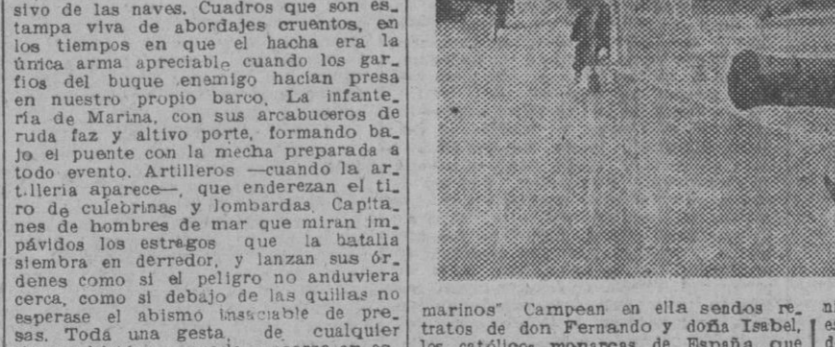 sivo de las naves. Cuadros que son es_
tampa viva de abordajes cruentos, en
los tiempos en que el hacha era la
única arma apreciable cuando los gar_
fios del buque enemigo hacían presa
en nuestro propio barco. La infante_
ría de Marina, con sus arcabuceros de
ruda faz y altivo porte, formando ba_
jo el puente con la mecha preparada a
todo evento. Artilleros —cuando la ar_
tillería aparece—, que enderezan el ti_
ro de culebrinas y lombardas. Capita_
nes de hombres de mar que miran im_
pávidos los estragos que la batalla
siembra en derredor, y lanzan sus ór_
denes como si el peligro no anduviera
cerca, como si debajo de las quillas no
esperase el abismo insaciable de pre_
sas. Toda una gesta, de cualquier
marinos" Campean en ella sendos re_
tratos de don Fernando y doña Isabel,
los católicos monarcas de España que